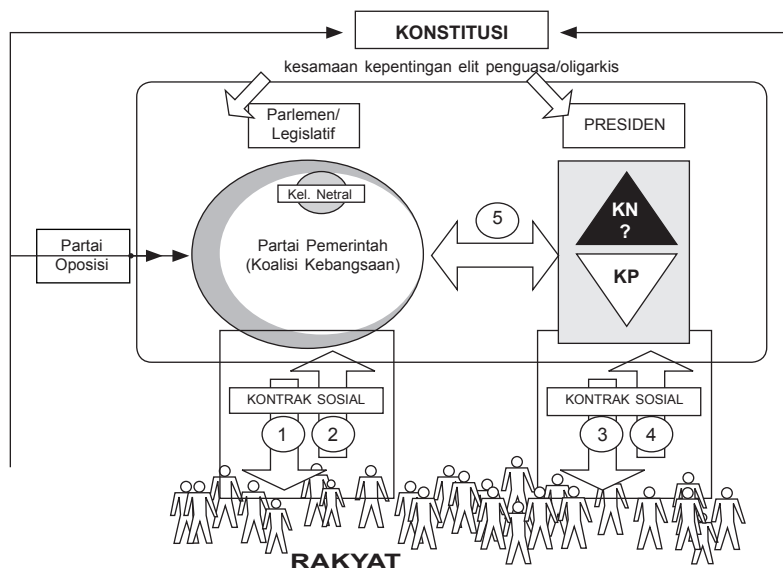 KONSTITUSI
kesamaan kepentingan elit penguasa/oligarkis
Parlemen/
Legislatif
PRESIDEN
Kel. Netral
Partai Pemerintah
(Koalisi Kebangsaan)
5
KN
?
KP
Partai
Oposisi
KONTRAK SOSIAL
1
2
KONTRAK SOSIAL
3
4
RAKYAT